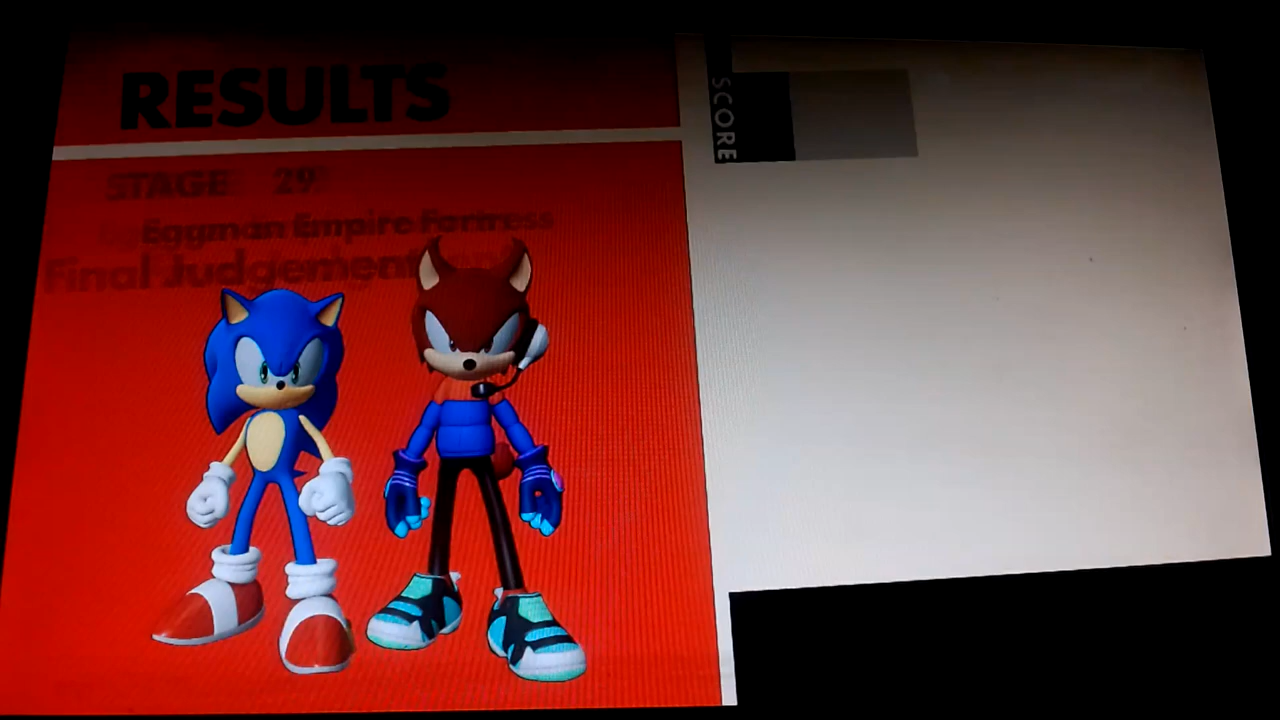 RESULTS
STAGE 29
Eggman Empire Fortress
Final Judgement
SCORE